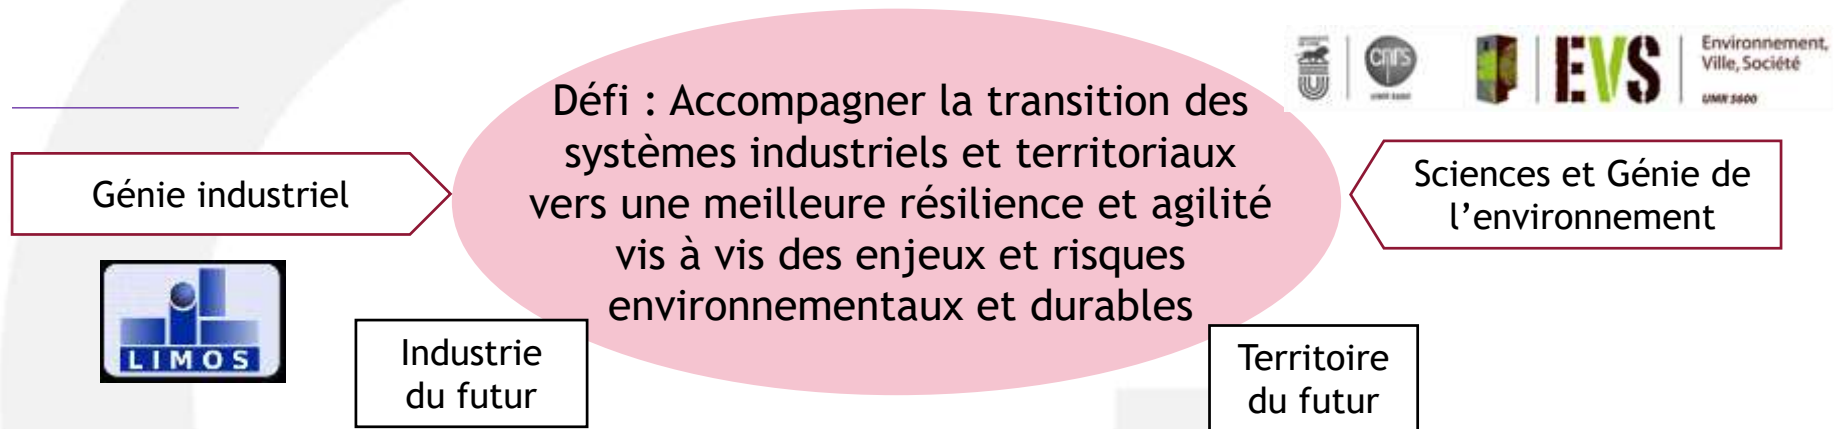 Défi : Accompagner la transition des
systèmes industriels et territoriaux
vers une meilleure résilience et agilité
vis à vis des enjeux et risques
environnementaux et durables
Génie industriel
LIMOS
Industrie
du futur
cnrs
EVS
Environnement,
Ville, Société
UMR 5600
Sciences et Génie de
l’environnement
Territoire
du futur